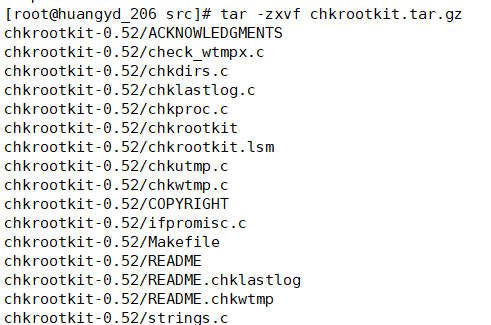 [root@huangyd_206 src]# tar -zxvf chkrootkit.tar.gz
chkrootkit-0.52/ACKNOWLEDGMENTS
chkrootkit-0.52/check_wtmpx.c
chkrootkit-0.52/chkdirs.c
chkrootkit-0.52/chklastlog.c
chkrootkit-0.52/chkproc.c
chkrootkit-0.52/chkrootkit
chkrootkit-0.52/chkrootkit.lsm
chkrootkit-0.52/chkutmp.c
chkrootkit-0.52/chkwtmp.c
chkrootkit-0.52/COPYRIGHT
chkrootkit-0.52/ifpromisc.c
chkrootkit-0.52/Makefile
chkrootkit-0.52/README
chkrootkit-0.52/README.chklastlog
chkrootkit-0.52/README.chkwtmp
chkrootkit-0.52/strings.c